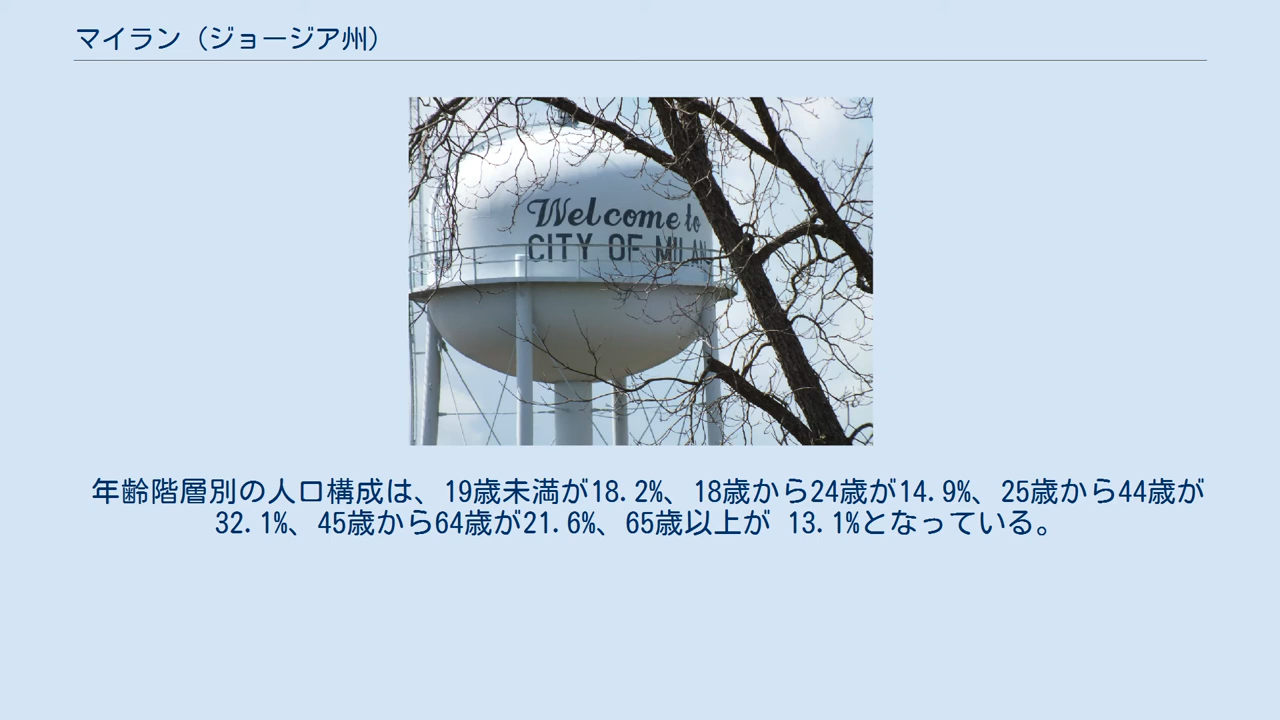 マイラン（ジョージア州）
Welcome to
CITY OF MILAN
年齢階層別の人口構成は、19歳未満が18.2%、18歳から24歳が14.9%、25歳から44歳が
32.1%、45歳から64歳が21.6%、65歳以上が 13.1%となっている。